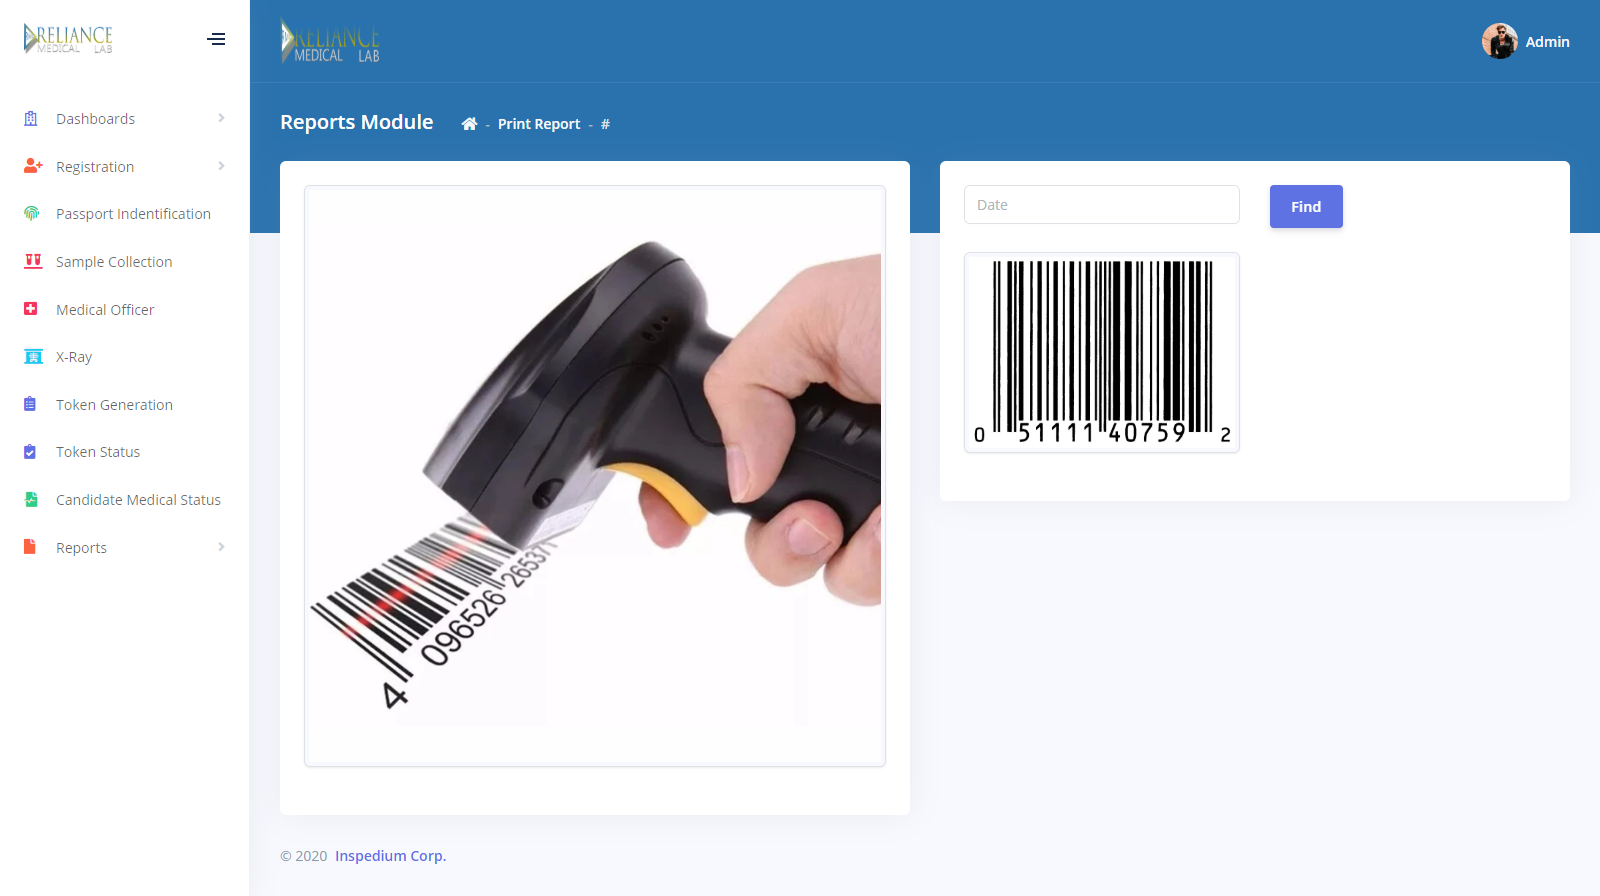 RELIANCE
MEDICAL LAB
Dashboards
Registration
Passport Indentification
Sample Collection
Medical Officer
X-Ray
Token Generation
Token Status
Candidate Medical Status
Reports
RELIANCE
MEDICAL LAB
Admin
Reports Module
- Print Report - #
4 096526 265371
Date
Find
0 51111 40759 2
© 2020 Inspedium Corp.